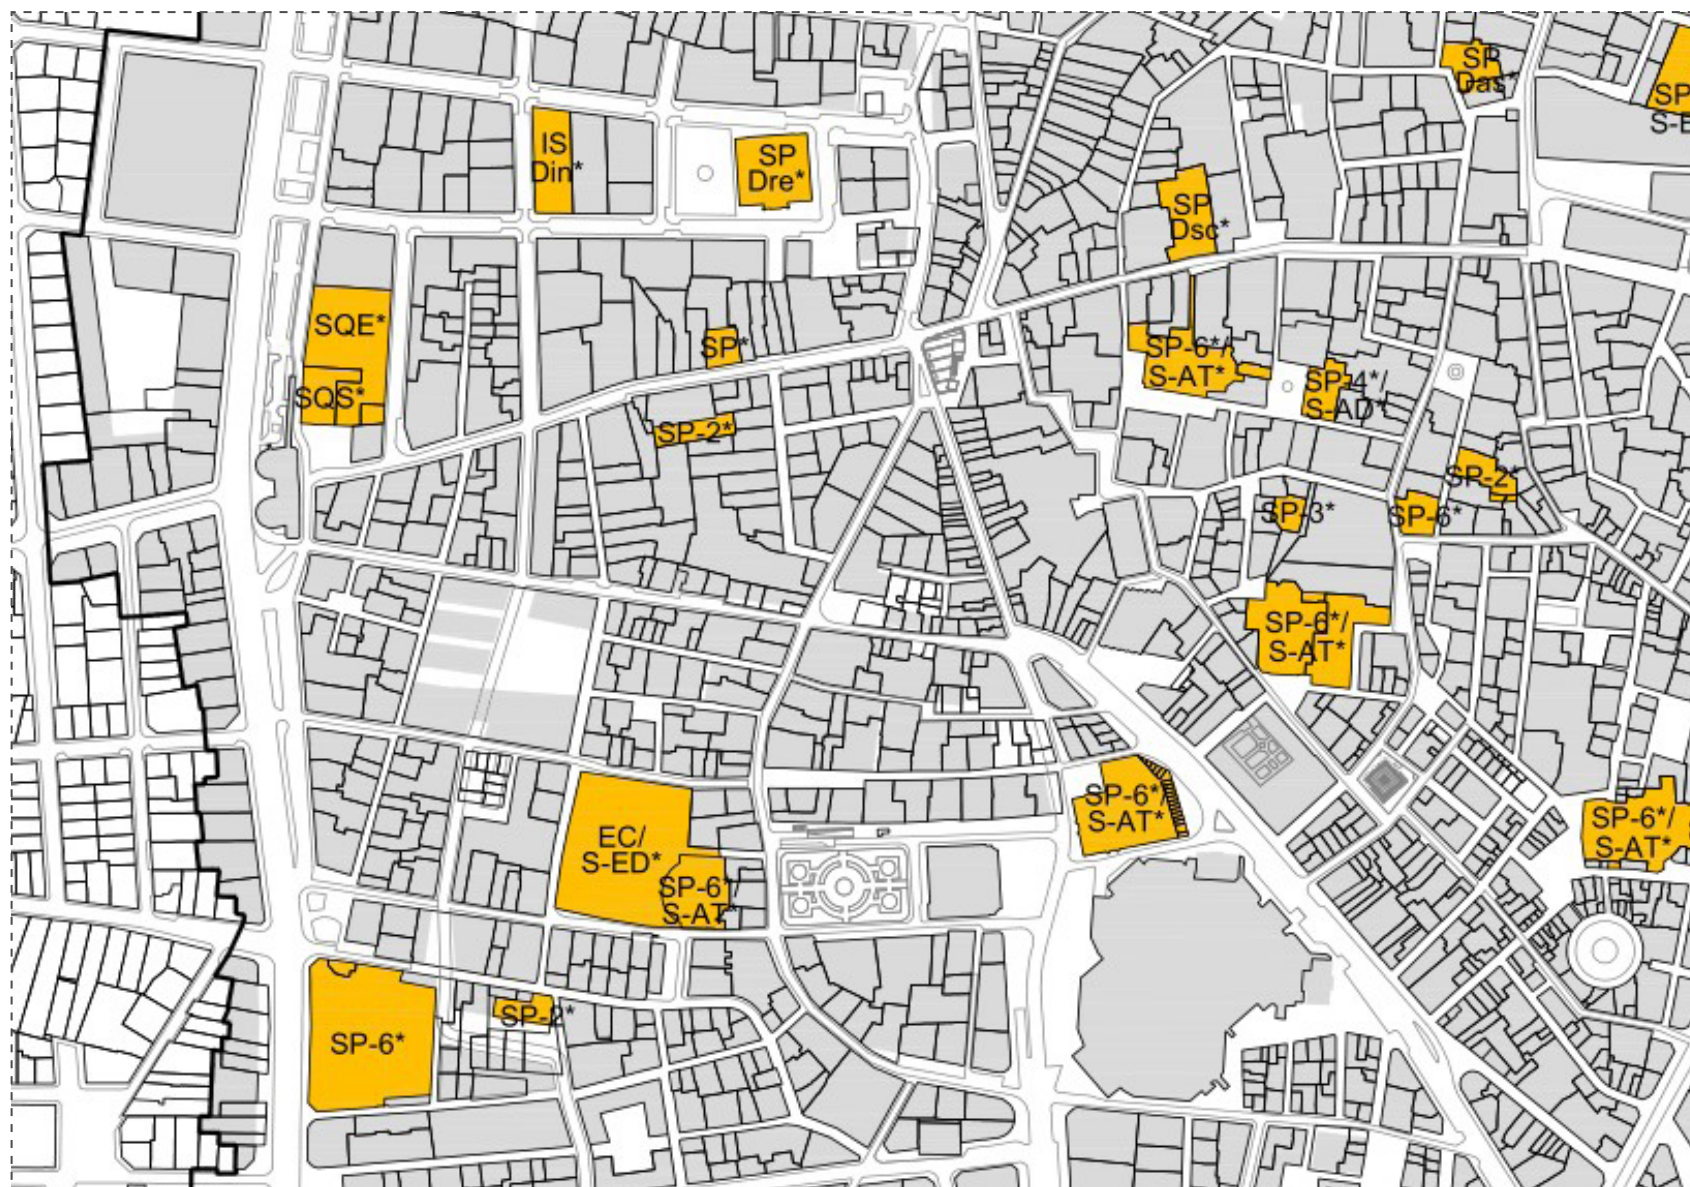 SP
Das*
SP
S-E
IS
Din*
SP
Dre*
SP
Dsc*
SQE*
SQS*
SP*
SP-6*/
S-AT*
SP-4*/
S-AD*
SP-2*
SP-2*
SP-3*
SP-6*
SP-6*/
S-AT*
SP-6*/
S-AT*
SP-6*/
S-AT*
EC/
S-ED*
SP-6*/
S-AT*
SP-6*
SP-2*